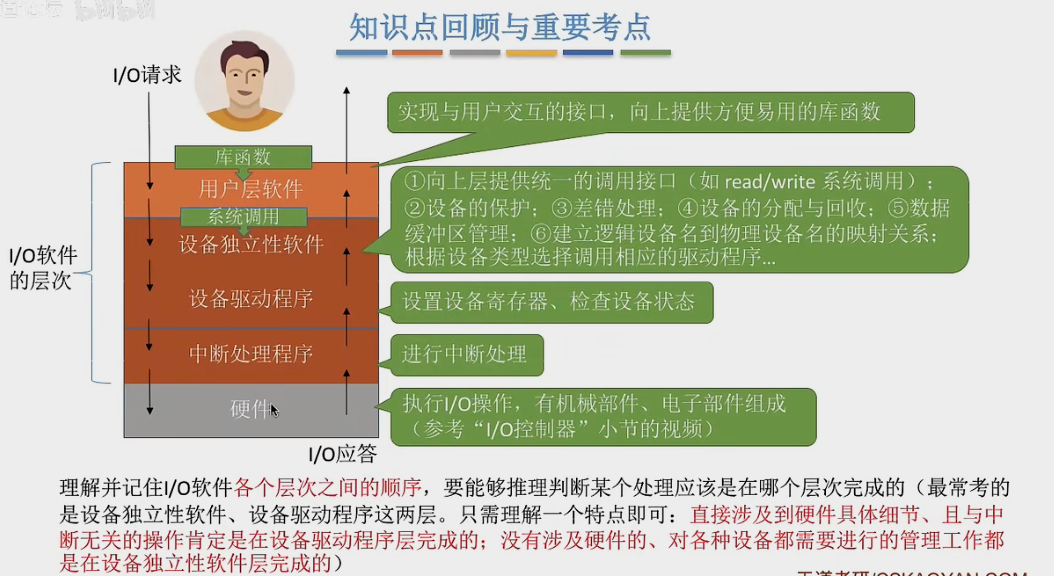 知识点回顾与重要考点
I/O请求
实现与用户交互的接口，向上提供方便易用的库函数
库函数
用户层软件
①向上层提供统一的调用接口（如 read/write 系统调用）；
②设备的保护；③差错处理；④设备的分配与回收；⑤数据
缓冲区管理；⑥建立逻辑设备名到物理设备名的映射关系；
根据设备类型选择调用相应的驱动程序…
系统调用
设备独立性软件
I/O软件
的层次
设备驱动程序
设置设备寄存器、检查设备状态
中断处理程序
进行中断处理
硬件
执行I/O操作，有机械部件、电子部件组成
（参考“I/O控制器”小节的视频）
I/O应答
理解并记住I/O软件各个层次之间的顺序，要能够推理判断某个处理应该是在哪个层次完成的（最常考的
是设备独立性软件、设备驱动程序这两层。只需理解一个特点即可：直接涉及到硬件具体细节、且与中
断无关的操作肯定是在设备驱动程序层完成的；没有涉及硬件的、对各种设备都需要进行的管理工作都
是在设备独立性软件层完成的）